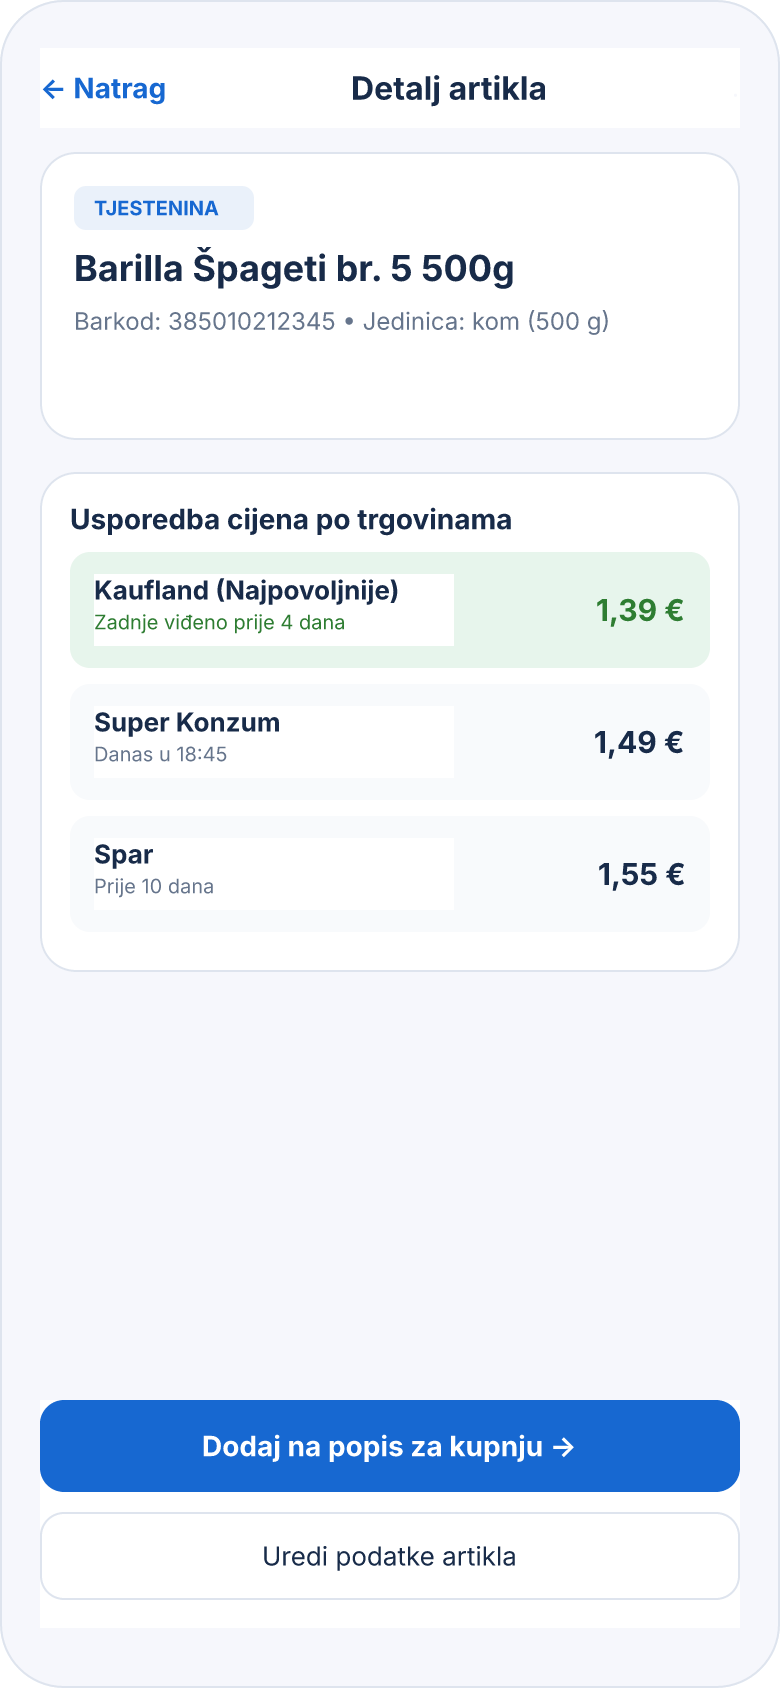 ← Natrag
Detalj artikla
TJESTENINA
Barilla Špageti br. 5 500g
Barkod: 385010212345 • Jedinica: kom (500 g)
Usporedba cijena po trgovinama
Kaufland (Najpovoljnije)
Zadnje viđeno prije 4 dana
1,39 €
Super Konzum
Danas u 18:45
1,49 €
Spar
Prije 10 dana
1,55 €
Dodaj na popis za kupnju →
Uredi podatke artikla